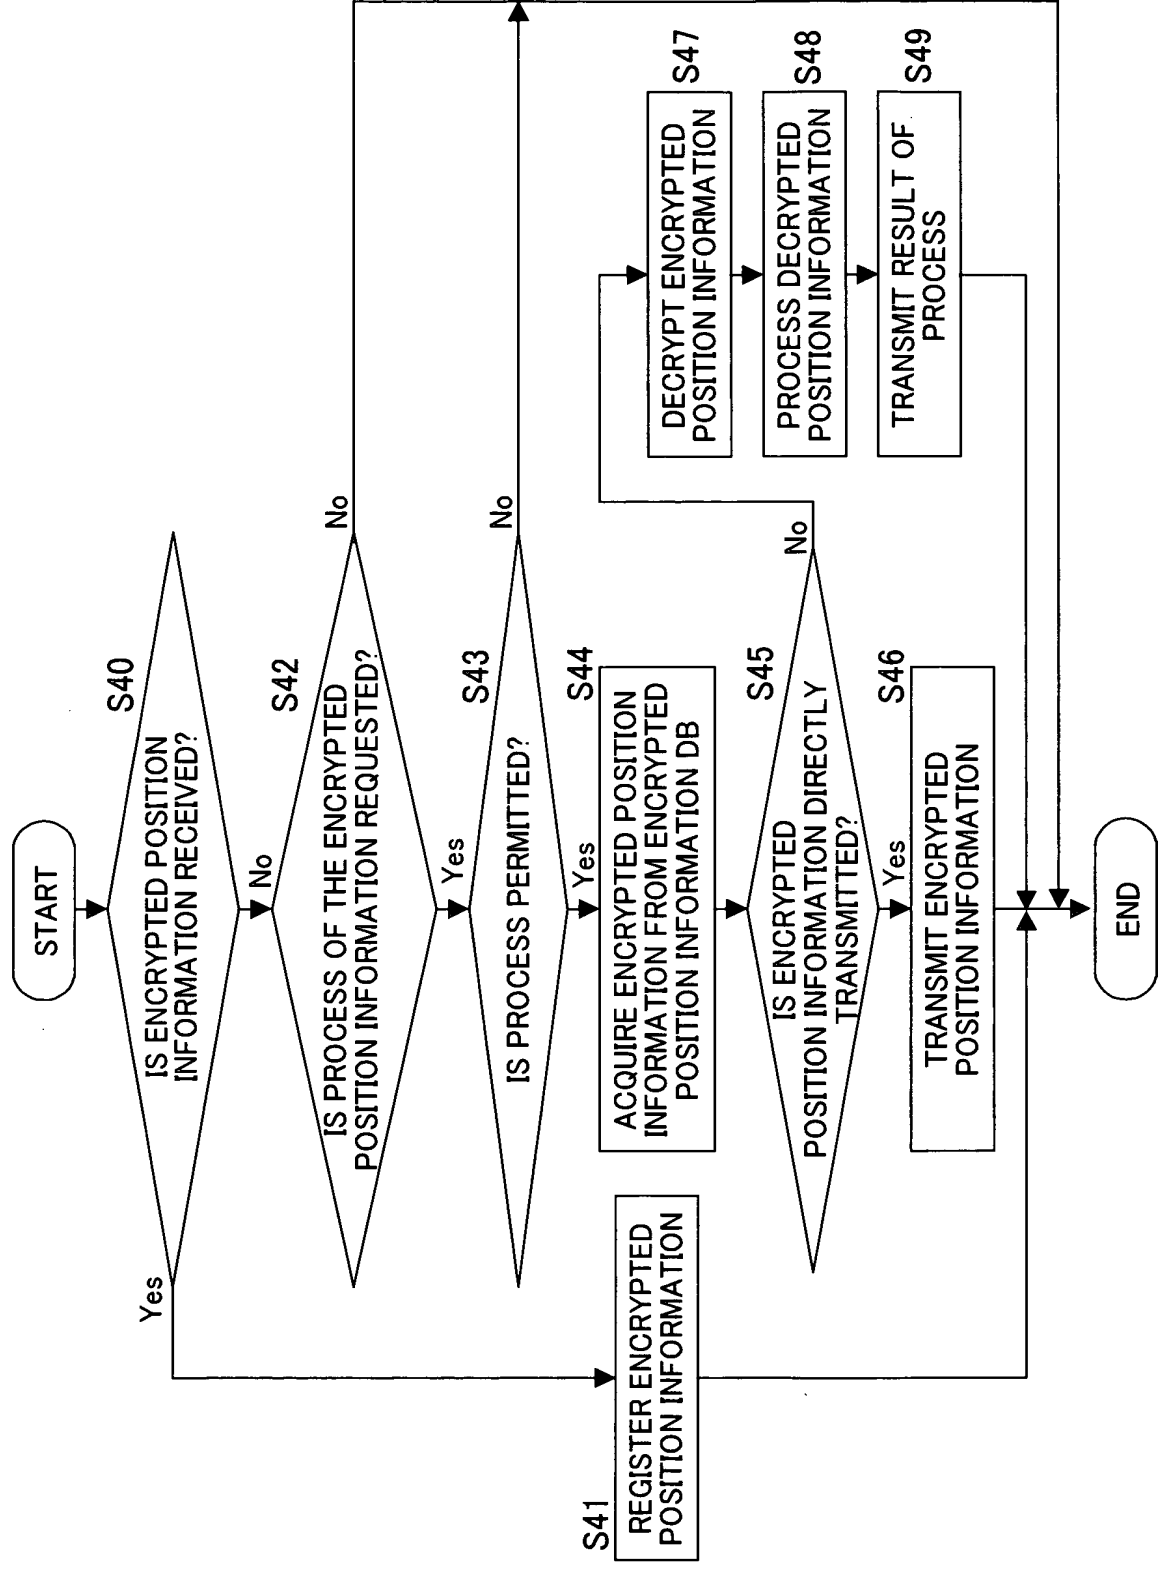 START
S40
IS ENCRYPTED POSITION
INFORMATION RECEIVED?
Yes
No
S42
IS PROCESS OF THE ENCRYPTED
POSITION INFORMATION REQUESTED?
No
Yes
S43
IS PROCESS PERMITTED?
No
Yes
S44
ACQUIRE ENCRYPTED POSITION
INFORMATION FROM ENCRYPTED
POSITION INFORMATION DB
S41
REGISTER ENCRYPTED
POSITION INFORMATION
S45
IS ENCRYPTED
POSITION INFORMATION DIRECTLY
TRANSMITTED?
No
Yes
S46
TRANSMIT ENCRYPTED
POSITION INFORMATION
S47
DECRYPT ENCRYPTED
POSITION INFORMATION
S48
PROCESS DECRYPTED
POSITION INFORMATION
S49
TRANSMIT RESULT OF
PROCESS
END